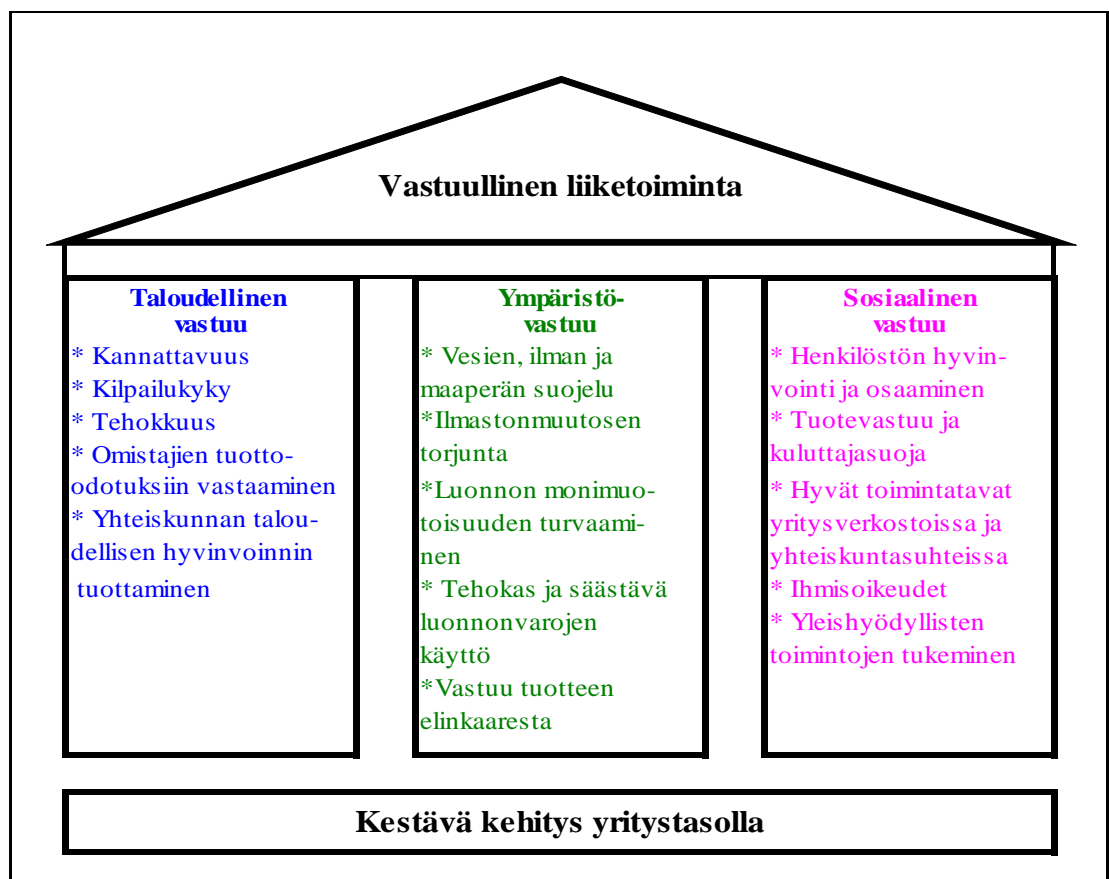 Vastuullinen liiketoiminta
Taloudellinen
vastuu
* Kannattavuus
* Kilpailukyky
* Tehokkuus
* Omistajien tuotto-
odotuksiin vastaaminen
* Yhteiskunnan talou-
dellisen hyvinvoinnin
tuottaminen
Ympäristö-
vastuu
* Vesien, ilman ja
maaperän suojelu
*Ilmastonmuutosen
torjunta
*Luonnon monimuo-
toisuuden turvaami-
nen
* Tehokas ja säästävä
luonnonvarojen
käyttö
*Vastuu tuotteen
elinkaaresta
Sosiaalinen
vastuu
* Henkilöstön hyvin-
vointi ja osaaminen
* Tuotevastuu ja
kuluttajasuoja
* Hyvät toimintatavat
yritysverkostoissa ja
yhteiskuntasuhteissa
* Ihmisoikeudet
* Yleishyödyllisten
toimintojen tukeminen
Kestävä kehitys yritystasolla